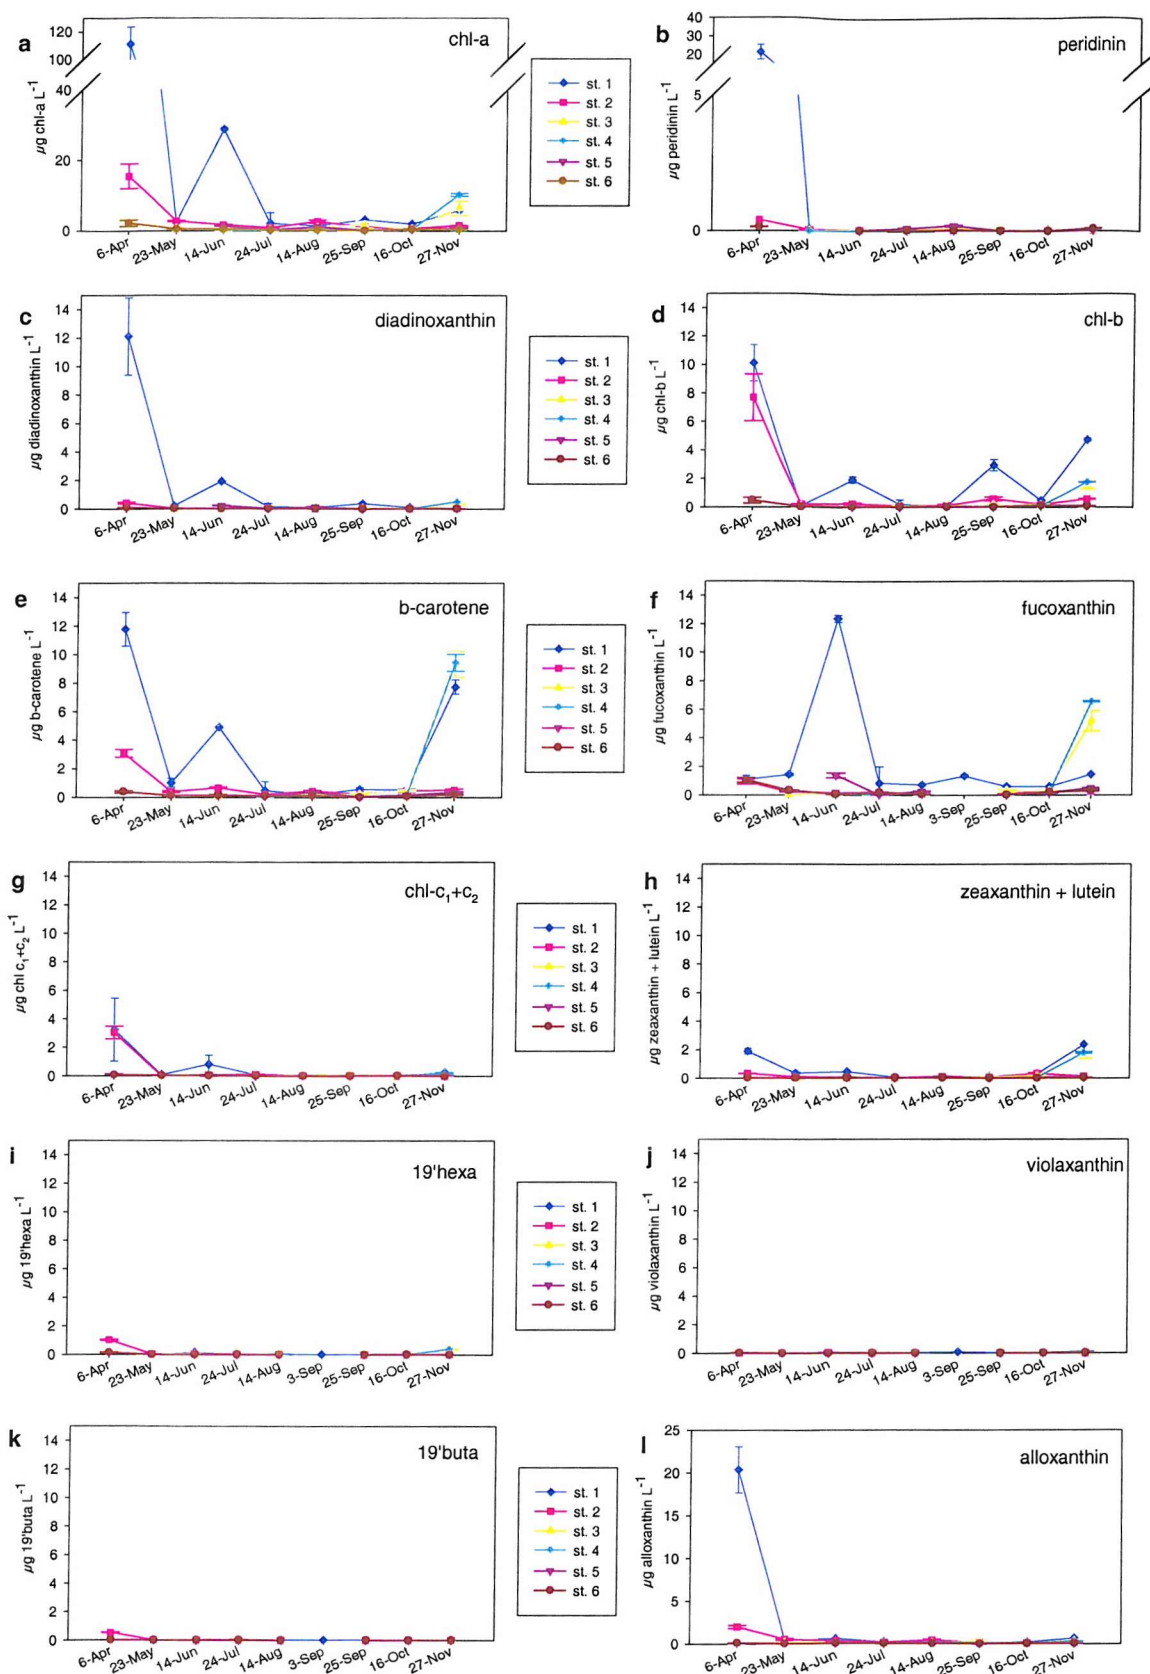 a
chl-a
120
100
40
20
0
µg chl-a L⁻¹
6-Apr
23-May
14-Jun
24-Jul
14-Aug
25-Sep
16-Oct
27-Nov
st. 1
st. 2
st. 3
st. 4
st. 5
st. 6
b
peridinin
40
30
20
5
0
µg peridinin L⁻¹
6-Apr
23-May
14-Jun
24-Jul
14-Aug
25-Sep
16-Oct
27-Nov
c
diadinoxanthin
14
12
10
8
6
4
2
0
µg diadinoxanthin L⁻¹
6-Apr
23-May
14-Jun
24-Jul
14-Aug
25-Sep
16-Oct
27-Nov
st. 1
st. 2
st. 3
st. 4
st. 5
st. 6
d
chl-b
14
12
10
8
6
4
2
0
µg chl-b L⁻¹
6-Apr
23-May
14-Jun
24-Jul
14-Aug
25-Sep
16-Oct
27-Nov
e
b-carotene
14
12
10
8
6
4
2
0
µg b-carotene L⁻¹
6-Apr
23-May
14-Jun
24-Jul
14-Aug
25-Sep
16-Oct
27-Nov
st. 1
st. 2
st. 3
st. 4
st. 5
st. 6
f
fucoxanthin
14
12
10
8
6
4
2
0
µg fucoxanthin L⁻¹
6-Apr
23-May
14-Jun
24-Jul
14-Aug
3-Sep
25-Sep
16-Oct
27-Nov
g
chl-c₁+c₂
14
12
10
8
6
4
2
0
µg chl c₁+c₂ L⁻¹
6-Apr
23-May
14-Jun
24-Jul
14-Aug
25-Sep
16-Oct
27-Nov
st. 1
st. 2
st. 3
st. 4
st. 5
st. 6
h
zeaxanthin + lutein
14
12
10
8
6
4
2
0
µg zeaxanthin + lutein L⁻¹
6-Apr
23-May
14-Jun
24-Jul
14-Aug
25-Sep
16-Oct
27-Nov
i
19'hexa
14
12
10
8
6
4
2
0
µg 19'hexa L⁻¹
6-Apr
23-May
14-Jun
24-Jul
14-Aug
3-Sep
25-Sep
16-Oct
27-Nov
st. 1
st. 2
st. 3
st. 4
st. 5
st. 6
j
violaxanthin
14
12
10
8
6
4
2
0
µg violaxanthin L⁻¹
6-Apr
23-May
14-Jun
24-Jul
14-Aug
3-Sep
25-Sep
16-Oct
27-Nov
k
19'buta
14
12
10
8
6
4
2
0
µg 19'buta L⁻¹
6-Apr
23-May
14-Jun
24-Jul
14-Aug
3-Sep
25-Sep
16-Oct
27-Nov
st. 1
st. 2
st. 3
st. 4
st. 5
st. 6
l
alloxanthin
25
20
15
10
5
0
µg alloxanthin L⁻¹
6-Apr
23-May
14-Jun
24-Jul
14-Aug
25-Sep
16-Oct
27-Nov